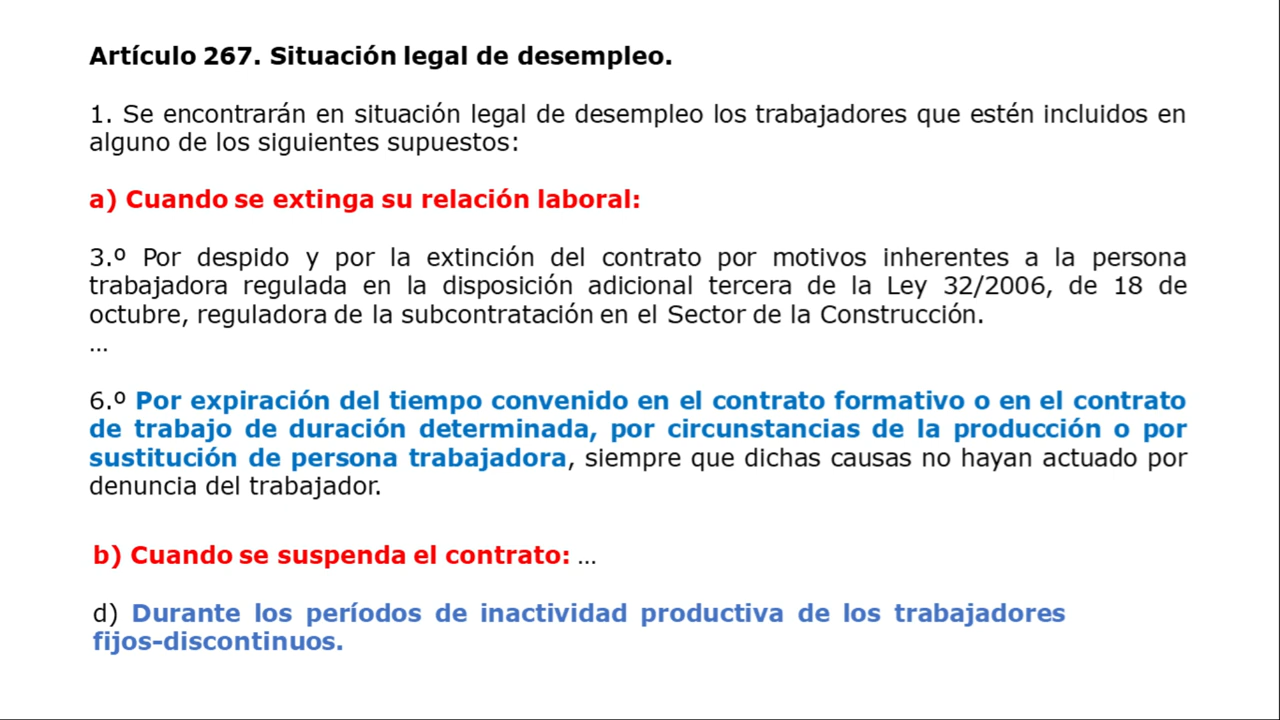 Artículo 267. Situación legal de desempleo.
1. Se encontrarán en situación legal de desempleo los trabajadores que estén incluidos en
alguno de los siguientes supuestos:
a) Cuando se extinga su relación laboral:
3.º Por despido y por la extinción del contrato por motivos inherentes a la persona
trabajadora regulada en la disposición adicional tercera de la Ley 32/2006, de 18 de
octubre, reguladora de la subcontratación en el Sector de la Construcción.
...
6.º Por expiración del tiempo convenido en el contrato formativo o en el contrato
de trabajo de duración determinada, por circunstancias de la producción o por
sustitución de persona trabajadora, siempre que dichas causas no hayan actuado por
denuncia del trabajador.
b) Cuando se suspenda el contrato: ...
d) Durante los períodos de inactividad productiva de los trabajadores
fijos-discontinuos.